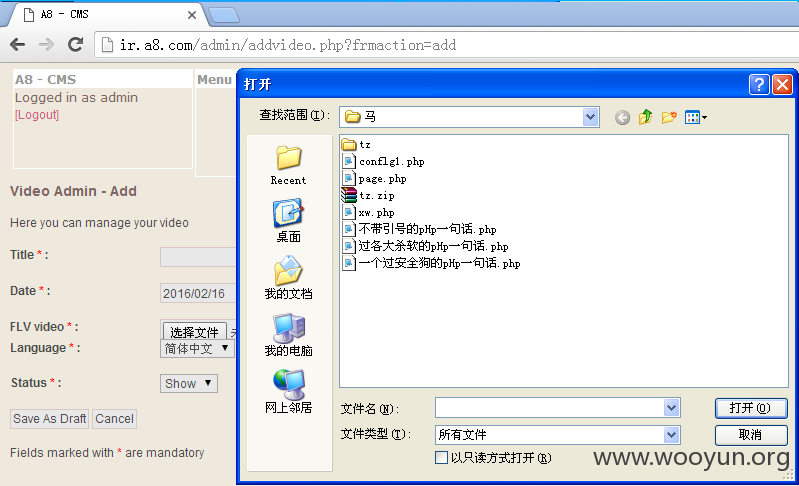 A8 - CMS
ir.a8.com/admin/addvideo.php?frmaction=add
A8 - CMS
Logged in as admin
[Logout]
Menu
Video Admin - Add
Here you can manage your video
Title * :
Date * :
2016/02/16
FLV video * :
选择文件
Language * :
简体中文
Status * :
Show
Save As Draft
Cancel
Fields marked with * are mandatory
打开
查找范围(I):
马
Recent
桌面
我的文档
我的电脑
网上邻居
tz
conflg1.php
page.php
tz.zip
xw.php
不带引号的pHp一句话.php
过各大杀软的pHp一句话.php
一个过安全狗的pHp一句话.php
文件名(N):
打开(O)
文件类型(T):
所有文件
取消
以只读方式打开(R)
www.wooyun.org